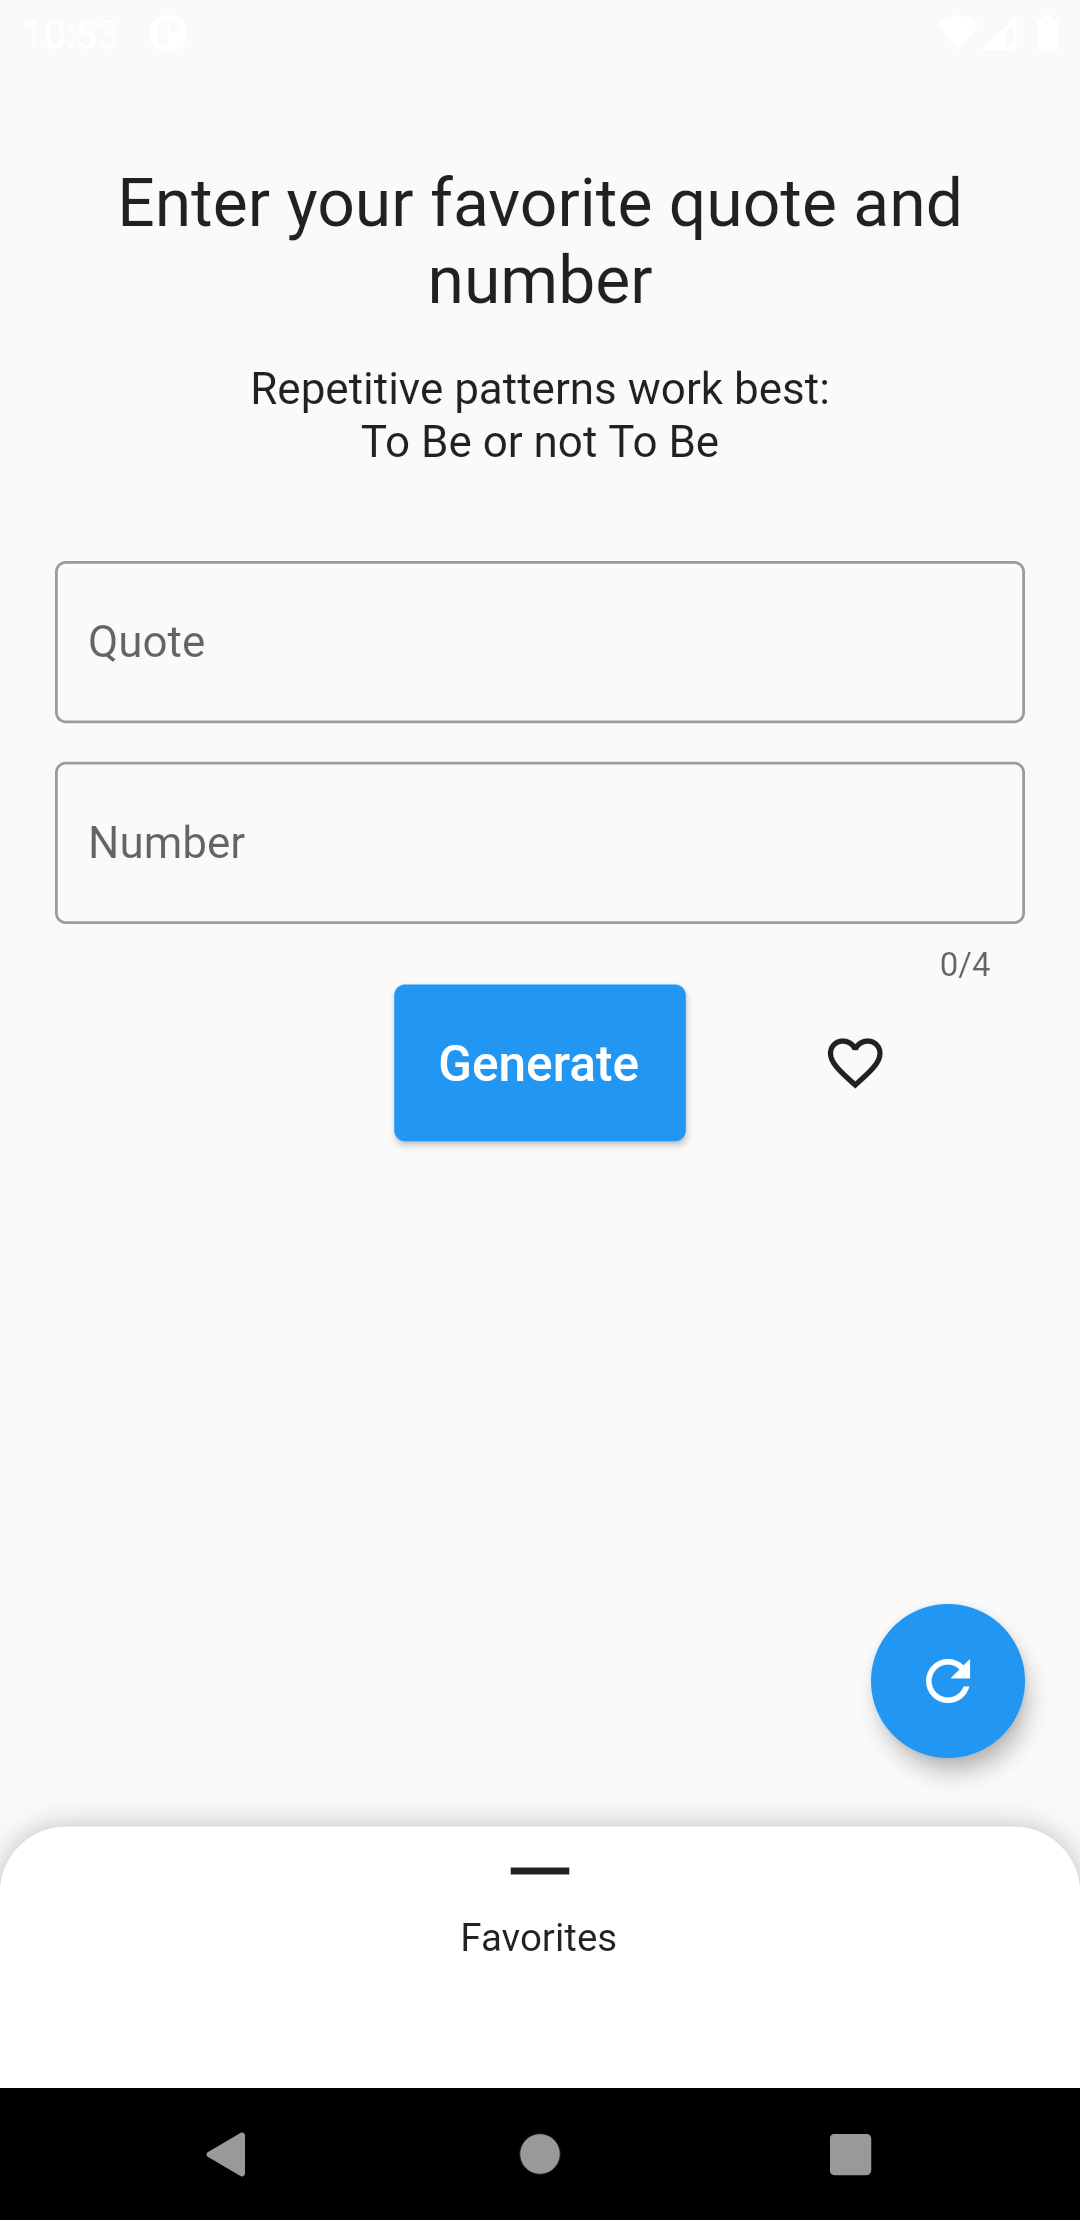 10:53
Enter your favorite quote and
number
Repetitive patterns work best:
To Be or not To Be
Quote
Number
0/4
Generate
Favorites